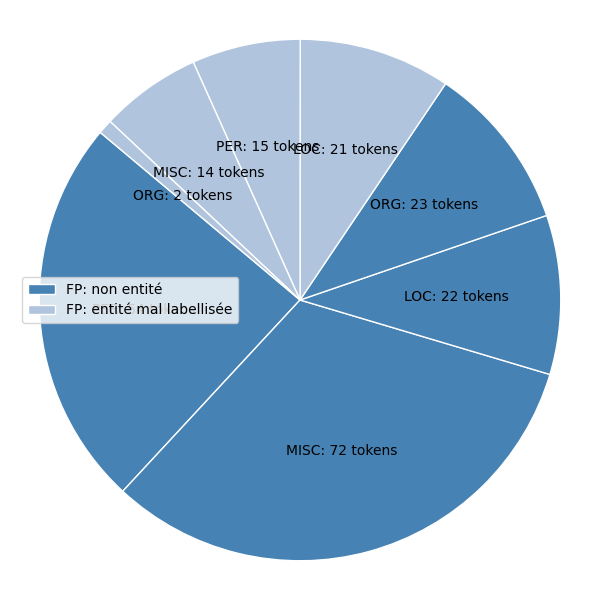 PER: 15 tokens
LOC: 21 tokens
MISC: 14 tokens
ORG: 2 tokens
ORG: 23 tokens
LOC: 22 tokens
FP: non entité
FP: entité mal labellisée
MISC: 72 tokens